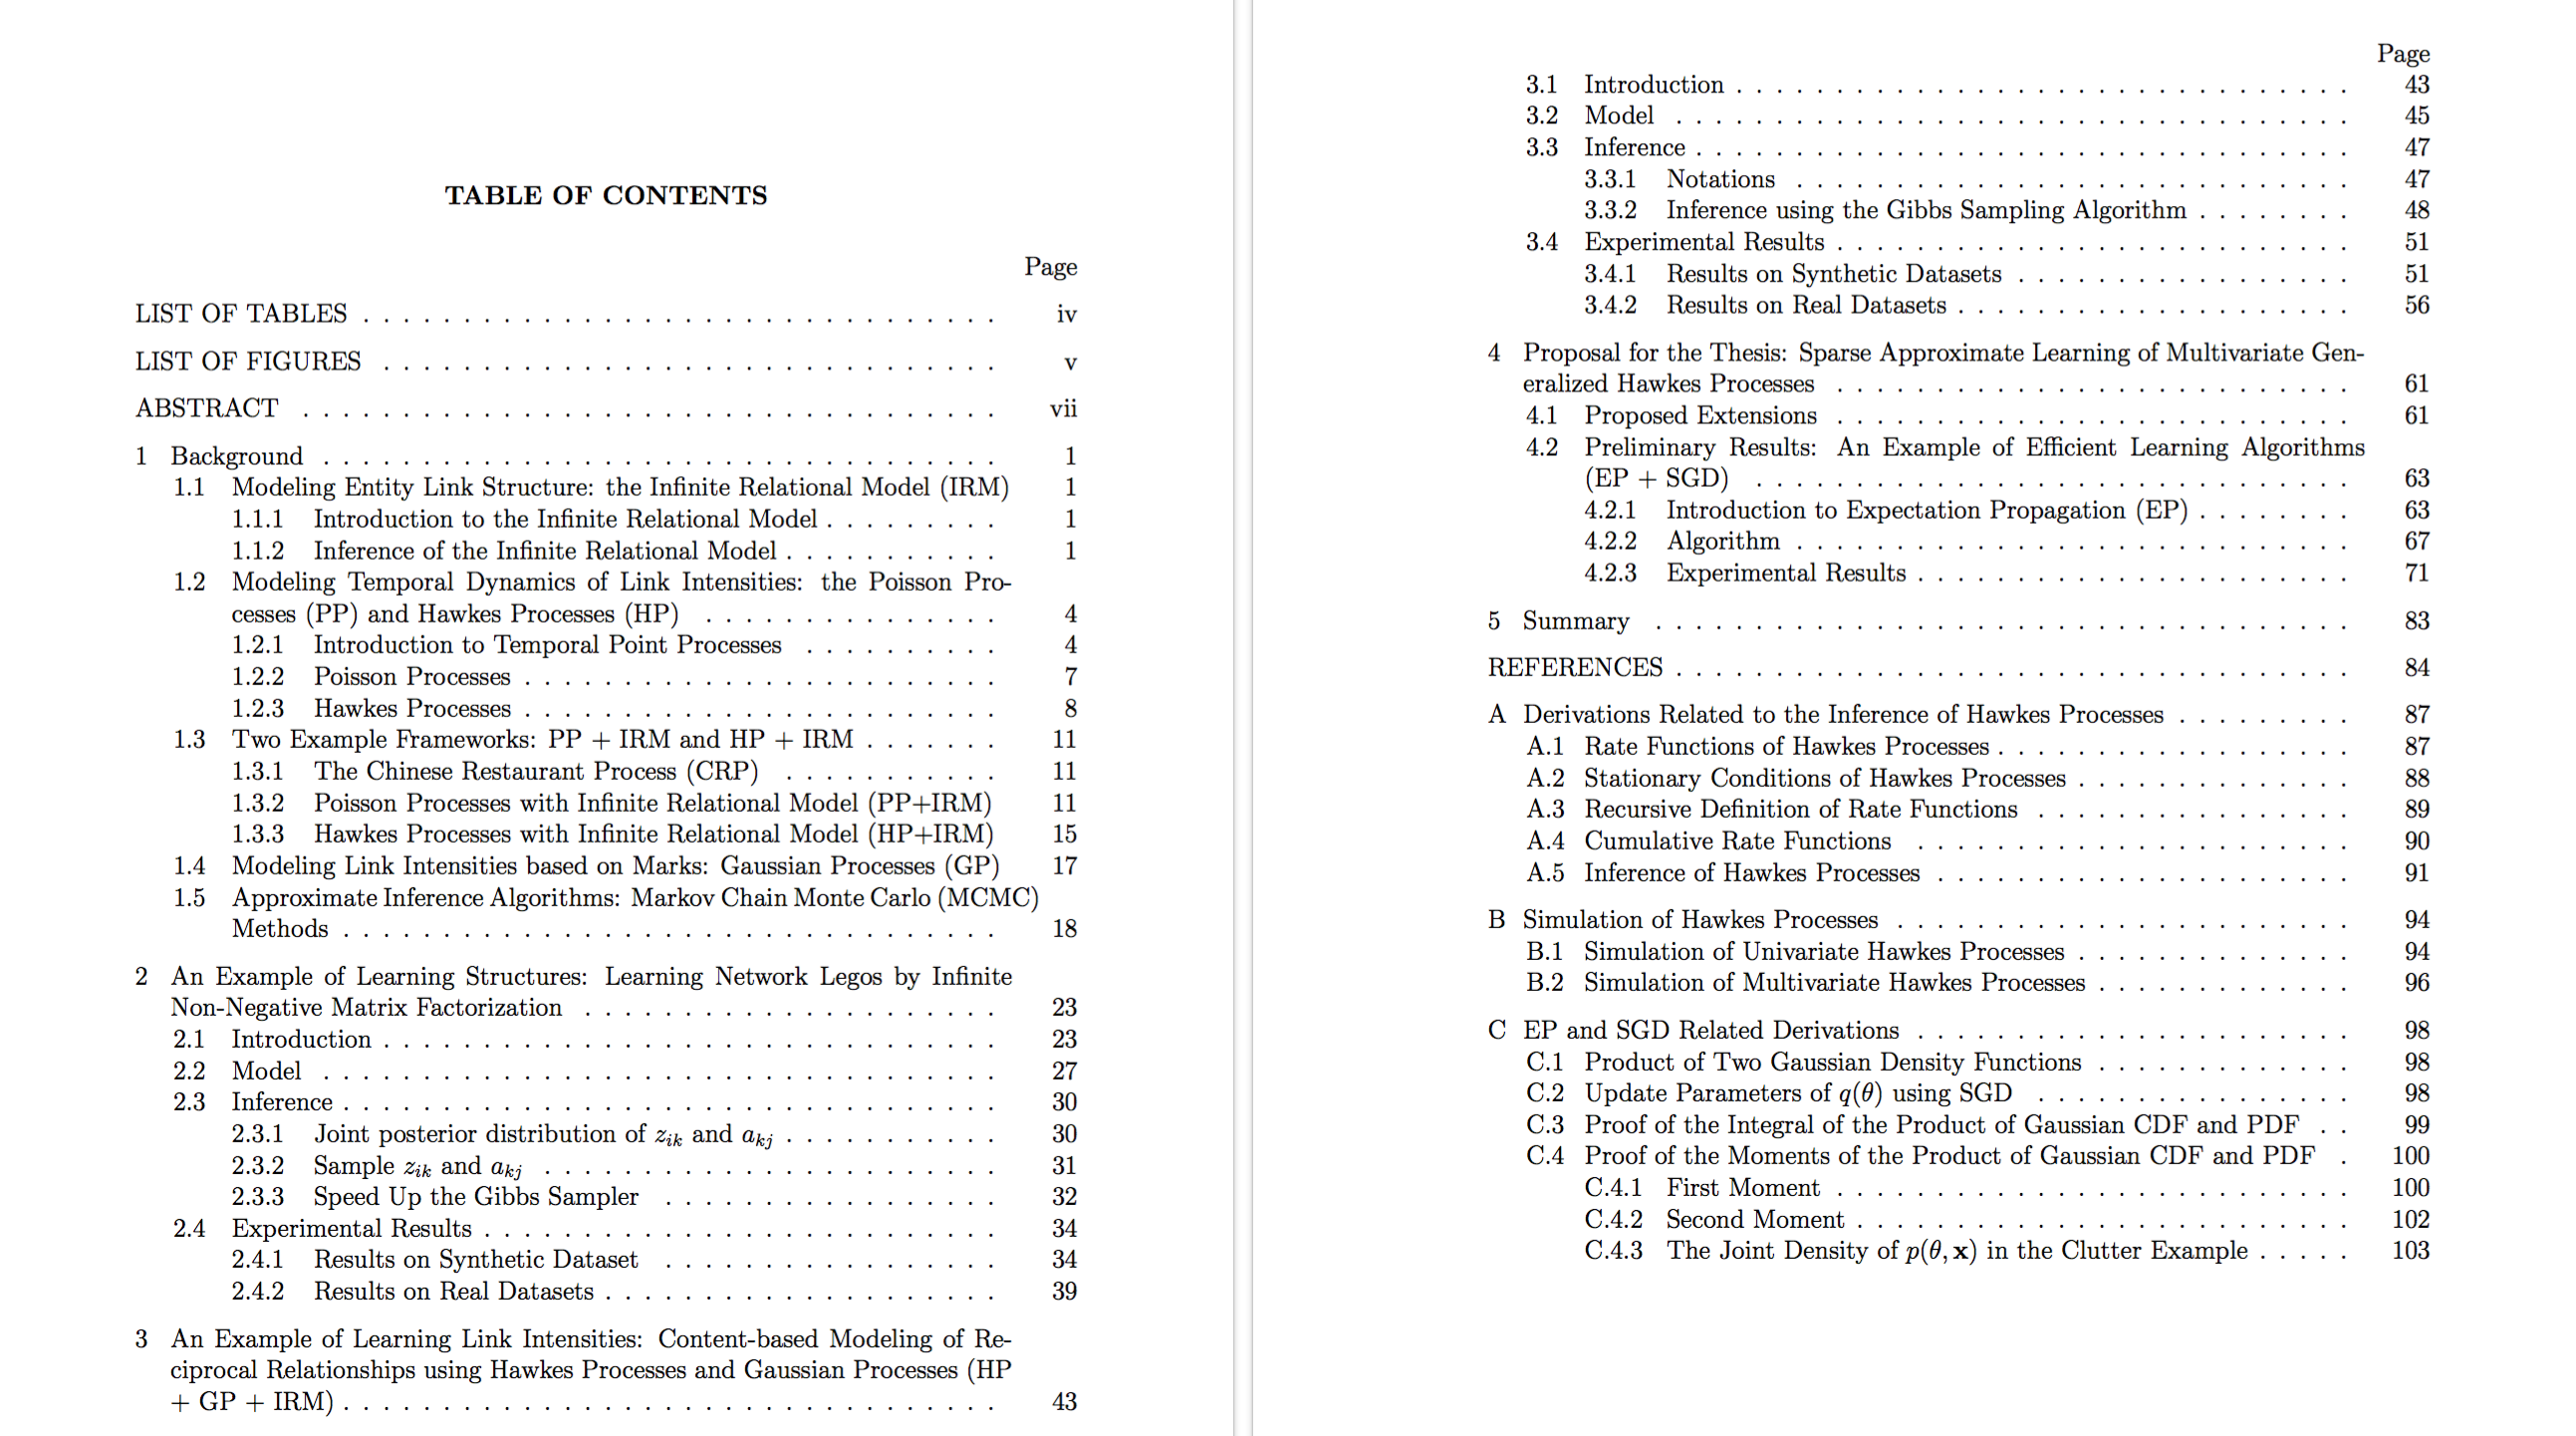 TABLE OF CONTENTS
Page
LIST OF TABLES . . . . . . . . . . iv
LIST OF FIGURES . . . . . . . . . . v
ABSTRACT . . . . . . . . . . vii
1 Background . . . . . . . . . . 1
1.1 Modeling Entity Link Structure: the Infinite Relational Model (IRM) 1
1.1.1 Introduction to the Infinite Relational Model . . . . . . . . . 1
1.1.2 Inference of the Infinite Relational Model . . . . . . . . . . . 1
1.2 Modeling Temporal Dynamics of Link Intensities: the Poisson Pro-
cesses (PP) and Hawkes Processes (HP) . . . . . . . . . . 4
1.2.1 Introduction to Temporal Point Processes . . . . . . . . . . 4
1.2.2 Poisson Processes . . . . . . . . . . 7
1.2.3 Hawkes Processes . . . . . . . . . . 8
1.3 Two Example Frameworks: PP + IRM and HP + IRM . . . . . . . 11
1.3.1 The Chinese Restaurant Process (CRP) . . . . . . . . . . 11
1.3.2 Poisson Processes with Infinite Relational Model (PP+IRM) 11
1.3.3 Hawkes Processes with Infinite Relational Model (HP+IRM) 15
1.4 Modeling Link Intensities based on Marks: Gaussian Processes (GP) 17
1.5 Approximate Inference Algorithms: Markov Chain Monte Carlo (MCMC)
Methods . . . . . . . . . . 18
2 An Example of Learning Structures: Learning Network Legos by Infinite
Non-Negative Matrix Factorization . . . . . . . . . . 23
2.1 Introduction . . . . . . . . . . 23
2.2 Model . . . . . . . . . . 27
2.3 Inference . . . . . . . . . . 30
2.3.1 Joint posterior distribution of z_ik and a_kj . . . . . . . . . . 30
2.3.2 Sample z_ik and a_kj . . . . . . . . . . 31
2.3.3 Speed Up the Gibbs Sampler . . . . . . . . . . 32
2.4 Experimental Results . . . . . . . . . . 34
2.4.1 Results on Synthetic Dataset . . . . . . . . . . 34
2.4.2 Results on Real Datasets . . . . . . . . . . 39
3 An Example of Learning Link Intensities: Content-based Modeling of Re-
ciprocal Relationships using Hawkes Processes and Gaussian Processes (HP
+ GP + IRM) . . . . . . . . . . 43
Page
3.1 Introduction . . . . . . . . . . 43
3.2 Model . . . . . . . . . . 45
3.3 Inference . . . . . . . . . . 47
3.3.1 Notations . . . . . . . . . . 47
3.3.2 Inference using the Gibbs Sampling Algorithm . . . . . . . . 48
3.4 Experimental Results . . . . . . . . . . 51
3.4.1 Results on Synthetic Datasets . . . . . . . . . . 51
3.4.2 Results on Real Datasets . . . . . . . . . . 56
4 Proposal for the Thesis: Sparse Approximate Learning of Multivariate Gen-
eralized Hawkes Processes . . . . . . . . . . 61
4.1 Proposed Extensions . . . . . . . . . . 61
4.2 Preliminary Results: An Example of Efficient Learning Algorithms
(EP + SGD) . . . . . . . . . . 63
4.2.1 Introduction to Expectation Propagation (EP) . . . . . . . . 63
4.2.2 Algorithm . . . . . . . . . . 67
4.2.3 Experimental Results . . . . . . . . . . 71
5 Summary . . . . . . . . . . 83
REFERENCES . . . . . . . . . . 84
A Derivations Related to the Inference of Hawkes Processes . . . . . . . . . 87
A.1 Rate Functions of Hawkes Processes . . . . . . . . . . 87
A.2 Stationary Conditions of Hawkes Processes . . . . . . . . . . 88
A.3 Recursive Definition of Rate Functions . . . . . . . . . . 89
A.4 Cumulative Rate Functions . . . . . . . . . . 90
A.5 Inference of Hawkes Processes . . . . . . . . . . 91
B Simulation of Hawkes Processes . . . . . . . . . . 94
B.1 Simulation of Univariate Hawkes Processes . . . . . . . . . . 94
B.2 Simulation of Multivariate Hawkes Processes . . . . . . . . . . 96
C EP and SGD Related Derivations . . . . . . . . . . 98
C.1 Product of Two Gaussian Density Functions . . . . . . . . . . 98
C.2 Update Parameters of q(θ) using SGD . . . . . . . . . . 98
C.3 Proof of the Integral of the Product of Gaussian CDF and PDF . . 99
C.4 Proof of the Moments of the Product of Gaussian CDF and PDF . 100
C.4.1 First Moment . . . . . . . . . . 100
C.4.2 Second Moment . . . . . . . . . . 102
C.4.3 The Joint Density of p(θ, x) in the Clutter Example . . . . . 103